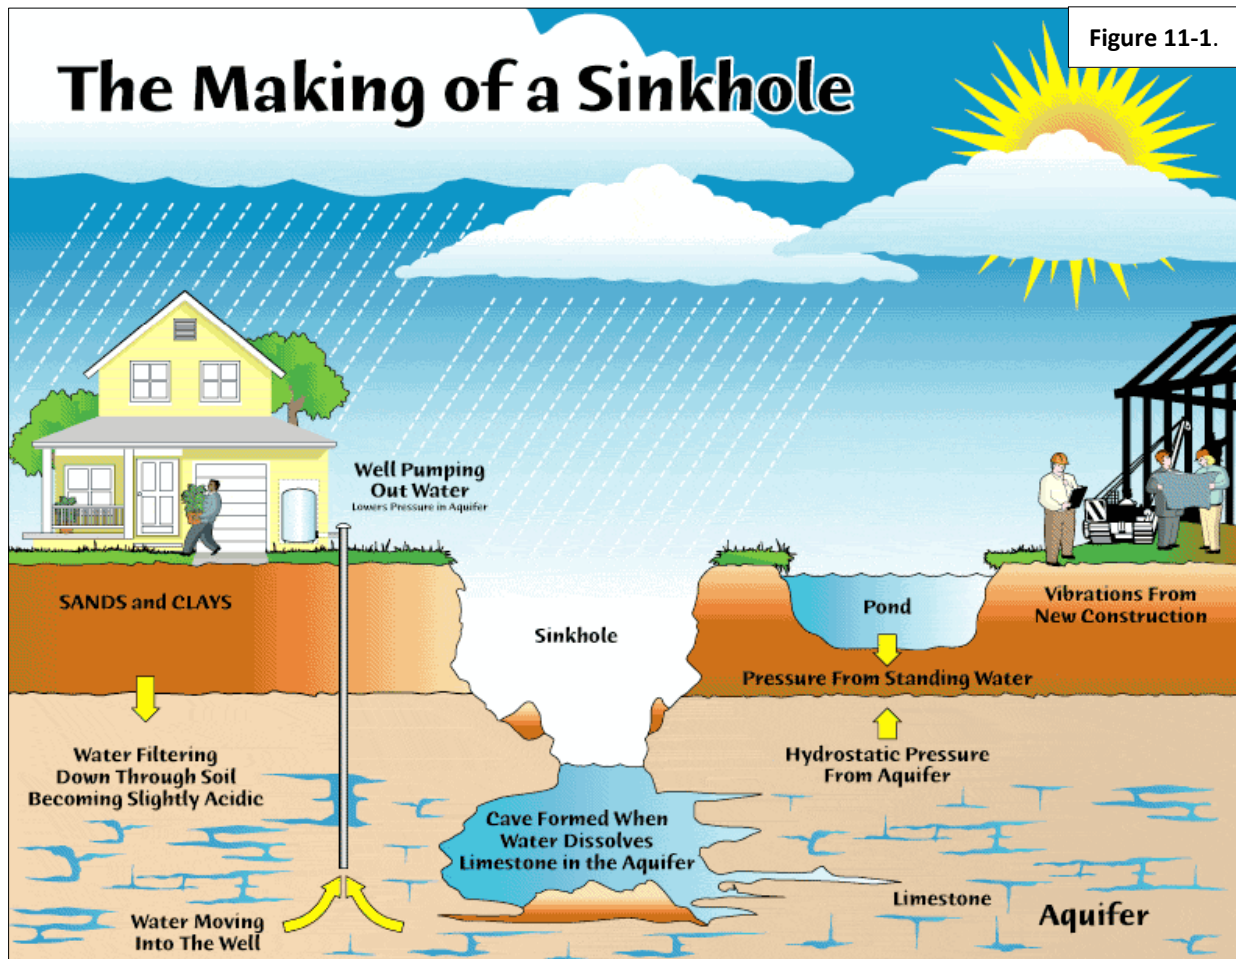 Figure 11-1.
The Making of a Sinkhole
Well Pumping
Out Water
Lowers Pressure in Aquifer
SANDS and CLAYS
Sinkhole
Pond
Vibrations From
New Construction
Pressure From Standing Water
Water Filtering
Down Through Soil
Becoming Slightly Acidic
Hydrostatic Pressure
From Aquifer
Cave Formed When
Water Dissolves
Limestone in the Aquifer
Limestone
Aquifer
Water Moving
Into The Well